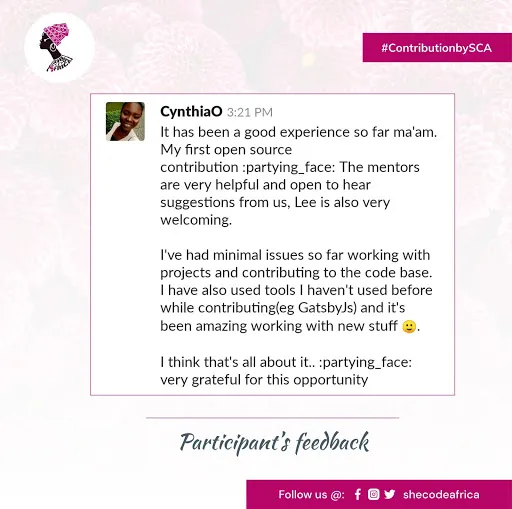 #ContributionbySCA
CynthiaO 3:21 PM
It has been a good experience so far ma'am.
My first open source
contribution :partying_face: The mentors
are very helpful and open to hear
suggestions from us, Lee is also very
welcoming.
I've had minimal issues so far working with
projects and contributing to the code base.
I have also used tools I haven't used before
while contributing(eg GatsbyJs) and it's
been amazing working with new stuff 🙂.
I think that's all about it.. :partying_face:
very grateful for this opportunity
Participant's feedback
Follow us @: shecodeafrica